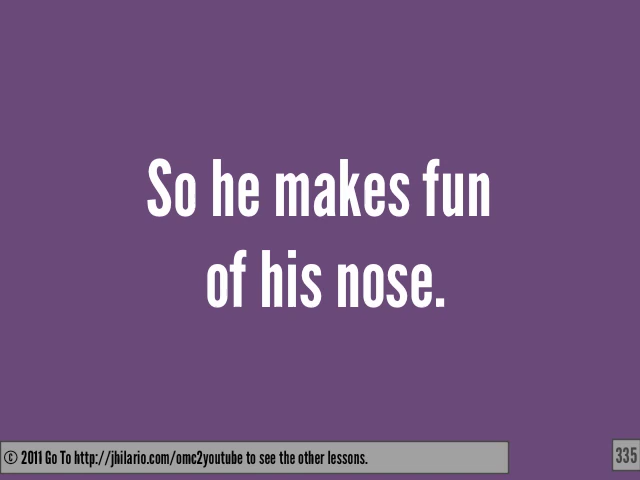 So he makes fun
of his nose.
© 2011 Go To http://jhilario.com/omc2youtube to see the other lessons.
335